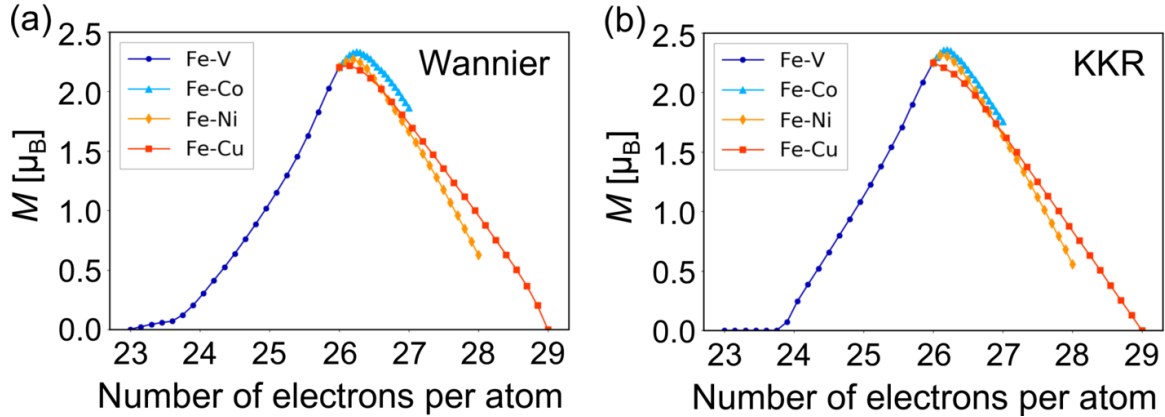 (a)
2.5
2.0
1.5
1.0
0.5
0.0
M [μB]
Fe-V
Fe-Co
Fe-Ni
Fe-Cu
Wannier
23 24 25 26 27 28 29
Number of electrons per atom
(b)
2.5
2.0
1.5
1.0
0.5
0.0
M [μB]
Fe-V
Fe-Co
Fe-Ni
Fe-Cu
KKR
23 24 25 26 27 28 29
Number of electrons per atom